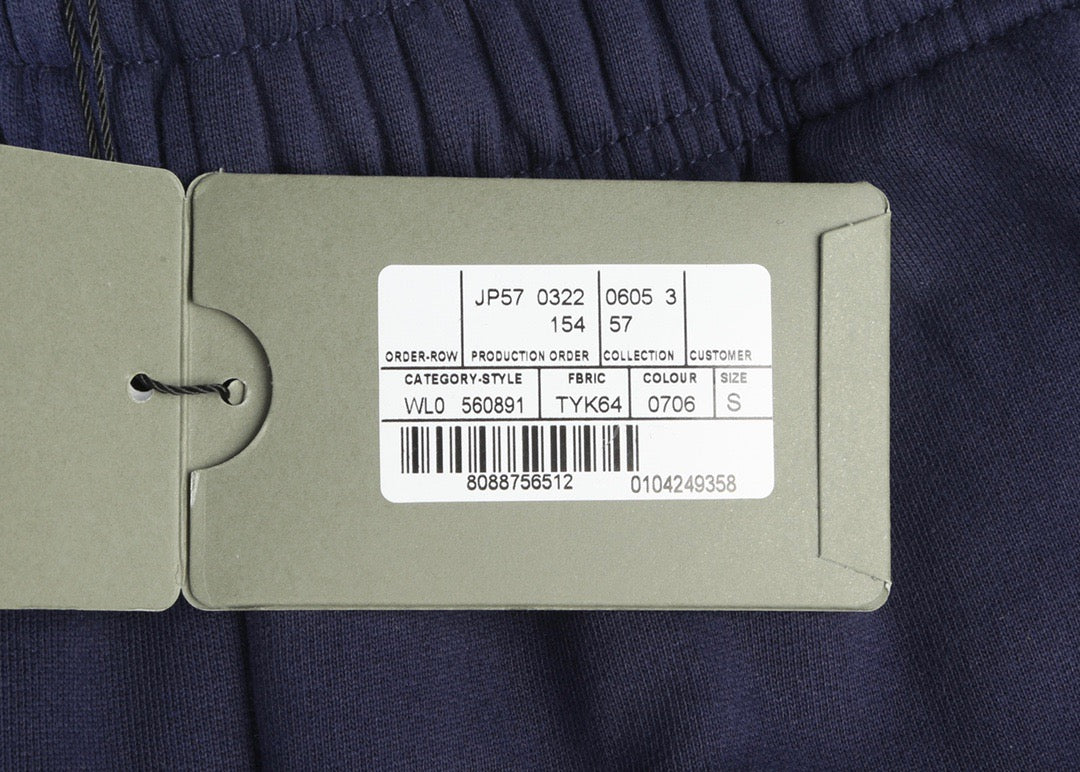 JP57 0322 0605 3
154 57
ORDER-ROW PRODUCTION ORDER COLLECTION CUSTOMER
CATEGORY-STYLE FBRIC COLOUR SIZE
WL0 560891 TYK64 0706 S
8088756512 0104249358